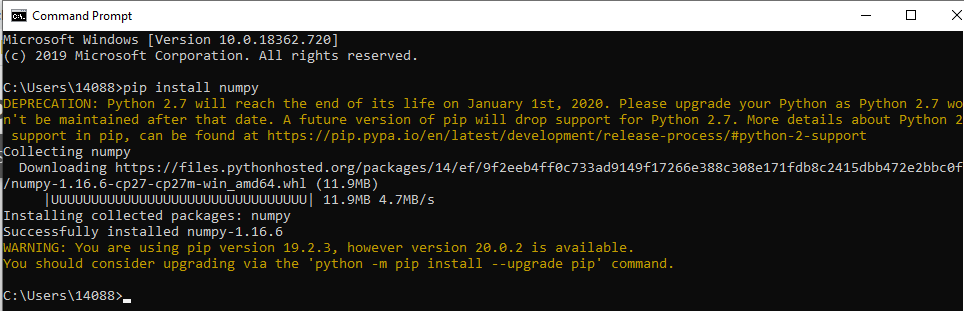 Command Prompt
Microsoft Windows [Version 10.0.18362.720]
(c) 2019 Microsoft Corporation. All rights reserved.
C:\Users\14088>pip install numpy
DEPRECATION: Python 2.7 will reach the end of its life on January 1st, 2020. Please upgrade your Python as Python 2.7 wo
n't be maintained after that date. A future version of pip will drop support for Python 2.7. More details about Python 2
support in pip, can be found at https://pip.pypa.io/en/latest/development/release-process/#python-2-support
Collecting numpy
Downloading https://files.pythonhosted.org/packages/14/ef/9f2eeb4ff0c733ad9149f17266e388c308e171fdb8c2415dbb472e2bbc0f
/numpy-1.16.6-cp27-cp27m-win_amd64.whl (11.9MB)
|UUUUUUUUUUUUUUUUUUUUUUUUUUUUUUUU| 11.9MB 4.7MB/s
Installing collected packages: numpy
Successfully installed numpy-1.16.6
WARNING: You are using pip version 19.2.3, however version 20.0.2 is available.
You should consider upgrading via the 'python -m pip install --upgrade pip' command.
C:\Users\14088>